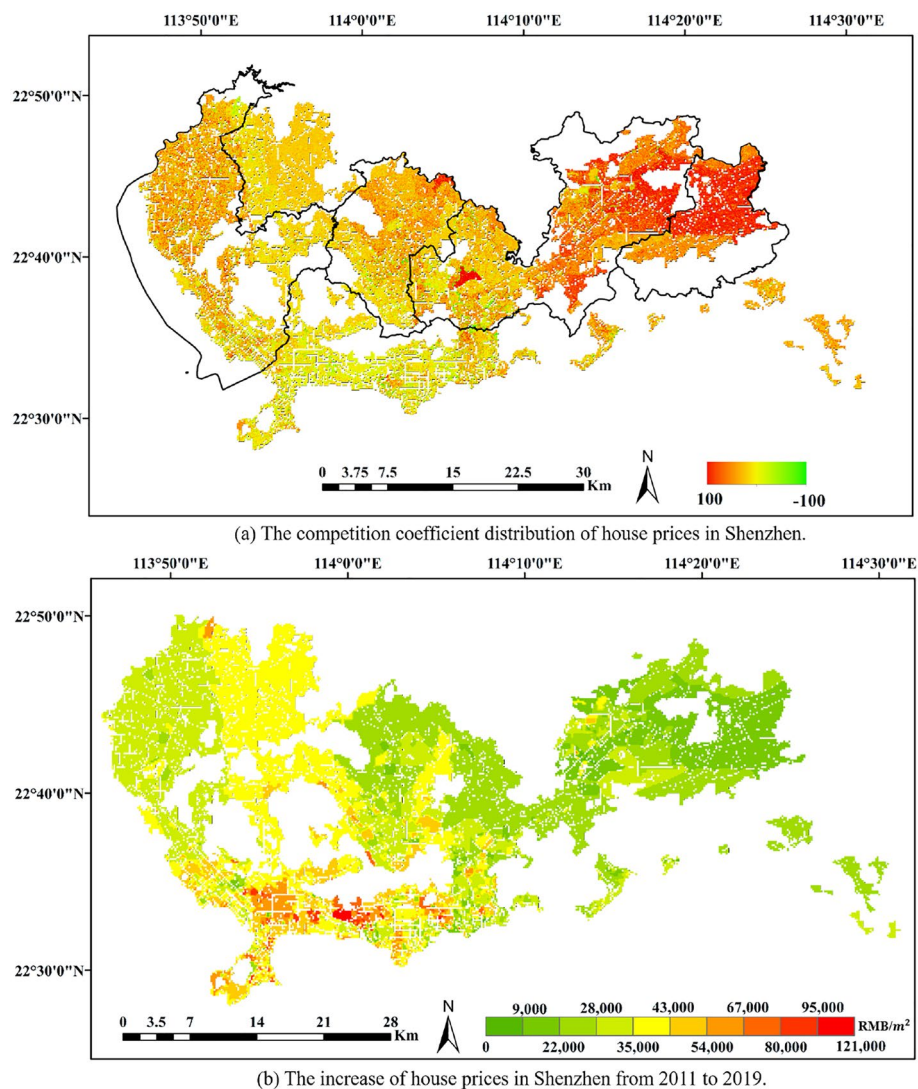 113°50'0"E 114°0'0"E 114°10'0"E 114°20'0"E 114°30'0"E
22°50'0"N
22°40'0"N
22°30'0"N
N
0 3.75 7.5 15 22.5 30
Km
100 -100
(a) The competition coefficient distribution of house prices in Shenzhen.
113°50'0"E 114°0'0"E 114°10'0"E 114°20'0"E 114°30'0"E
22°50'0"N
22°40'0"N
22°30'0"N
N
0 3.5 7 14 21 28
Km
9,000 28,000 43,000 67,000 95,000
RMB/m²
0 22,000 35,000 54,000 80,000 121,000
(b) The increase of house prices in Shenzhen from 2011 to 2019.